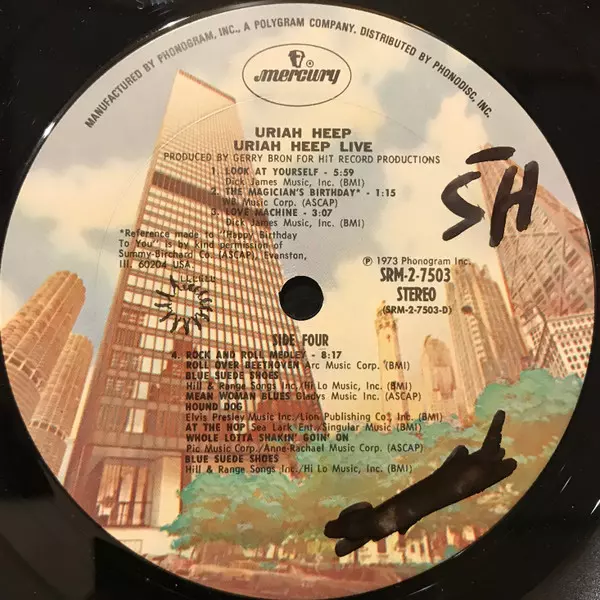 MANUFACTURED BY PHONOGRAM, INC., A POLYGRAM COMPANY. DISTRIBUTED BY PHONODISC, INC.
mercury
URIAH HEEP
URIAH HEEP LIVE
PRODUCED BY GERRY BRON FOR HIT RECORD PRODUCTIONS
1. LOOK AT YOURSELF - 5:59
Dick James Music, Inc. (BMI)
2. THE MAGICIAN'S BIRTHDAY* - 1:15
WB Music Corp. (ASCAP)
3. LOVE MACHINE - 3:07
Dick James Music, Inc. (BMI)
*Reference made to "Happy Birthday
To You" is by kind permission of
Summy-Birchard Co. (ASCAP), Evanston,
Ill. 60204 USA.
SH
℗ 1973 Phonogram Inc.
SRM-2-7503
STEREO
(SRM-2-7503-D)
SIDE FOUR
4. ROCK AND ROLL MEDLEY - 8:17
ROLL OVER BEETHOVEN Arc Music Corp. (BMI)
BLUE SUEDE SHOES
Hill & Range Songs Inc./Hi Lo Music, Inc. (BMI)
MEAN WOMAN BLUES Gladys Music Inc. (ASCAP)
HOUND DOG
Elvis Presley Music Inc./Lion Publishing Co., Inc. (BMI)
AT THE HOP Sea Lark Ent./Singular Music (BMI)
WHOLE LOTTA SHAKIN' GOIN' ON
Pic Music Corp./Anne-Rachael Music Corp. (ASCAP)
BLUE SUEDE SHOES
Hill & Range Songs Inc./Hi Lo Music, Inc. (BMI)